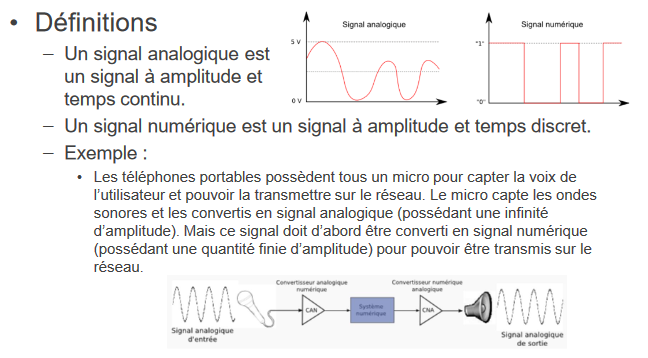 • Définitions
– Un signal analogique est
un signal à amplitude et
temps continu.
Signal analogique
5 V
0 V
Signal numérique
"1"
"0"
– Un signal numérique est un signal à amplitude et temps discret.
– Exemple :
• Les téléphones portables possèdent tous un micro pour capter la voix de
l'utilisateur et pouvoir la transmettre sur le réseau. Le micro capte les ondes
sonores et les convertis en signal analogique (possédant une infinité
d'amplitude). Mais ce signal doit d'abord être converti en signal numérique
(possédant une quantité finie d'amplitude) pour pouvoir être transmis sur le
réseau.
Convertisseur analogique
numérique
Convertisseur numérique
analogique
CAN
Système
numérique
CNA
Signal analogique
d'entrée
Signal analogique
de sortie